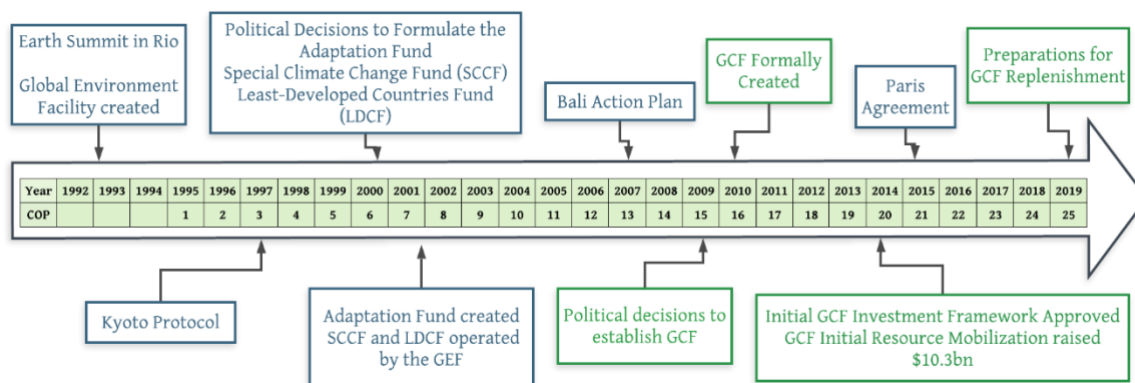 Earth Summit in Rio
Global Environment
Facility created
Political Decisions to Formulate the
Adaptation Fund
Special Climate Change Fund (SCCF)
Least-Developed Countries Fund
(LDCF)
Bali Action Plan
GCF Formally
Created
Paris
Agreement
Preparations for
GCF Replenishment
Year 1992 1993 1994 1995 1996 1997 1998 1999 2000 2001 2002 2003 2004 2005 2006 2007 2008 2009 2010 2011 2012 2013 2014 2015 2016 2017 2018 2019
COP 1 2 3 4 5 6 7 8 9 10 11 12 13 14 15 16 17 18 19 20 21 22 23 24 25
Kyoto Protocol
Adaptation Fund created
SCCF and LDCF operated
by the GEF
Political decisions to
establish GCF
Initial GCF Investment Framework Approved
GCF Initial Resource Mobilization raised
$10.3bn